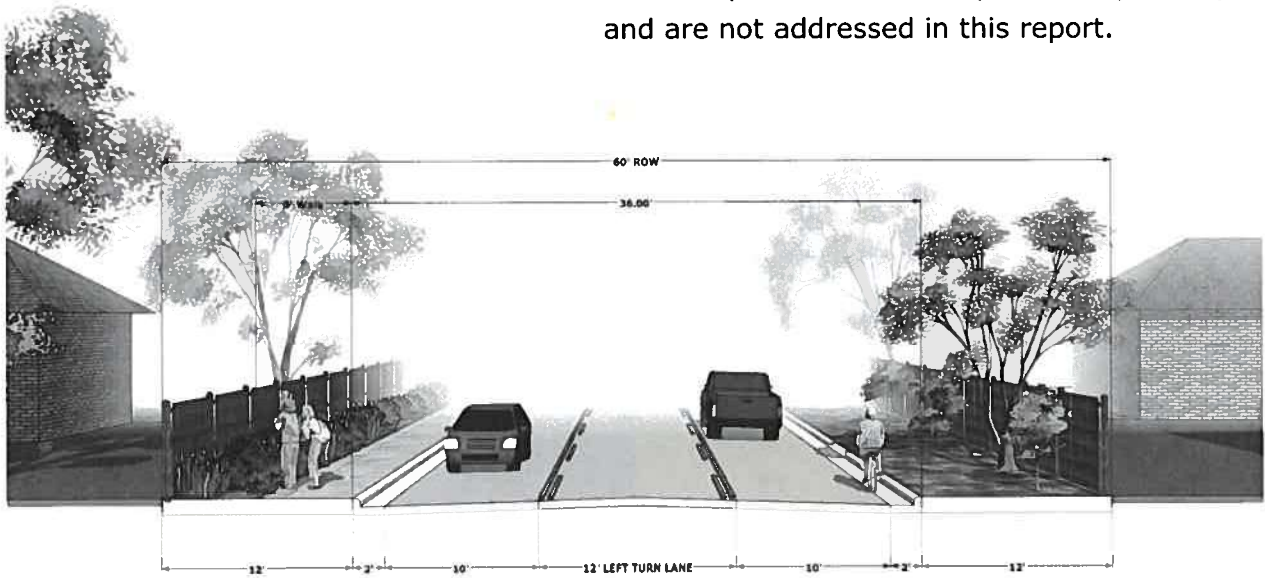 and are not addressed in this report.
60' ROW
Walk
36.00'
12' 2' 10' 12' LEFT TURN LANE 10' 2' 12'